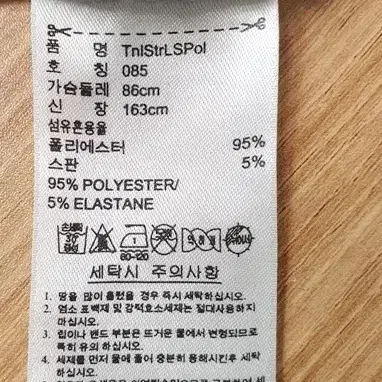 품 명 TnlStrLSPol
호 칭 085
가슴둘레 86cm
신 장 163cm
섬유혼용율
폴리에스터 95%
스판 5%
95% POLYESTER/
5% ELASTANE
80-120
세탁시 주의사항
1. 땀을 많이 흘렸을 경우 즉시 세탁하십시오.
2. 염소 표백제 및 강력효소세제는 절대사용하지
마십시오.
3. 립이나 밴드 부분은 뜨거운 물에서 변형되므로
특히 유의 하십시오.
4. 세제를 먼저 물에 풀어 충분히 용해시킨후 세탁
하십시오.